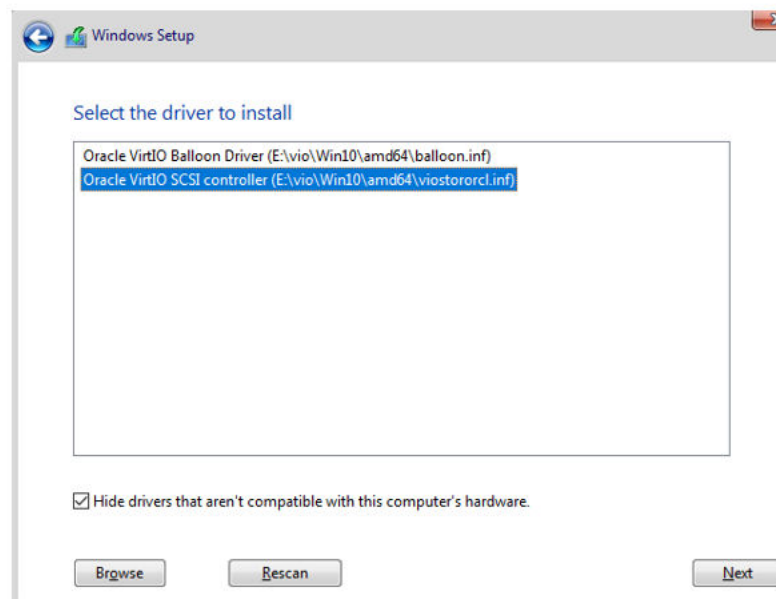 Windows Setup
Select the driver to install
Oracle VirtIO Balloon Driver (E:\vio\Win10\amd64\balloon.inf)
Oracle VirtIO SCSI controller (E:\vio\Win10\amd64\viostororcl.inf)
Hide drivers that aren't compatible with this computer's hardware.
Browse Rescan Next